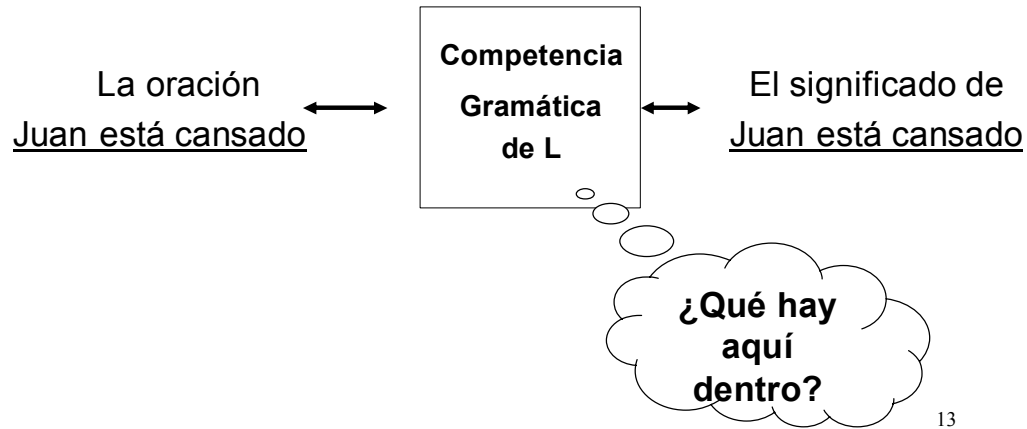 La oración
Juan está cansado
Competencia
Gramática
de L
El significado de
Juan está cansado
¿Qué hay
aquí
dentro?
13